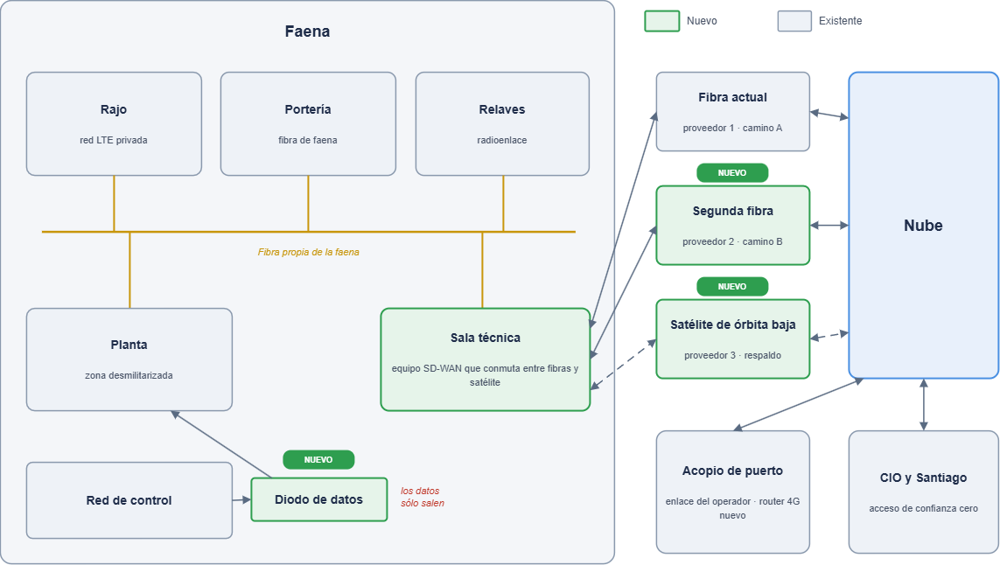 Faena
Nuevo
Existente
Rajo
red LTE privada
Portería
fibra de faena
Relaves
radioenlace
Fibra actual
proveedor 1 · camino A
NUEVO
Segunda fibra
proveedor 2 · camino B
Nube
Fibra propia de la faena
NUEVO
Satélite de órbita baja
proveedor 3 · respaldo
Planta
zona desmilitarizada
Sala técnica
equipo SD-WAN que conmuta entre fibras y
satélite
NUEVO
Red de control
Diodo de datos
los datos
sólo salen
Acopio de puerto
enlace del operador · router 4G
nuevo
CIO y Santiago
acceso de confianza cero